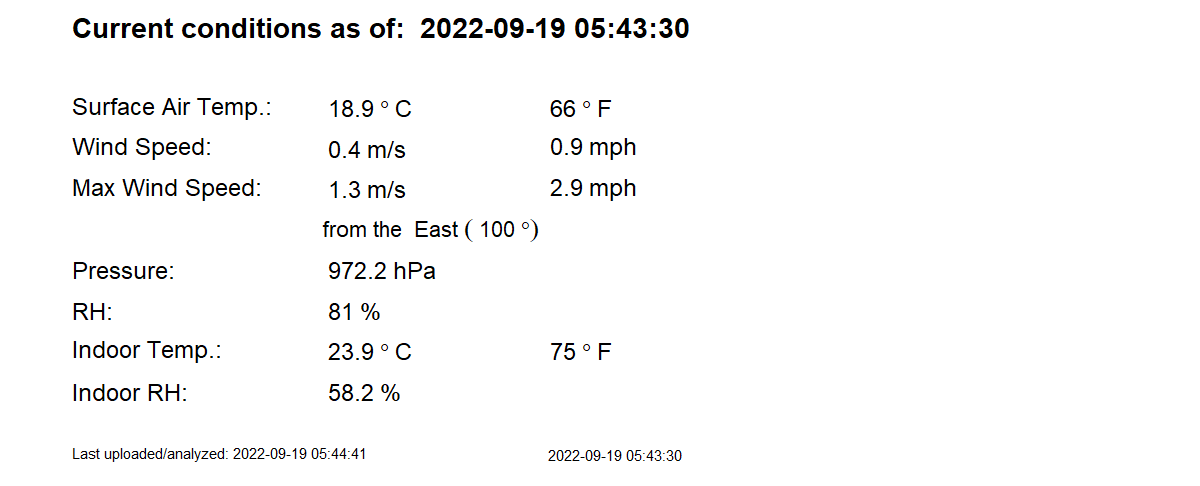 Current conditions as of:  2022-09-19 05:43:30
Surface Air Temp.: 18.9 ° C 66 ° F
Wind Speed: 0.4 m/s 0.9 mph
Max Wind Speed: 1.3 m/s 2.9 mph
from the  East ( 100 °)
Pressure: 972.2 hPa
RH: 81 %
Indoor Temp.: 23.9 ° C 75 ° F
Indoor RH: 58.2 %
Last uploaded/analyzed: 2022-09-19 05:44:41 2022-09-19 05:43:30